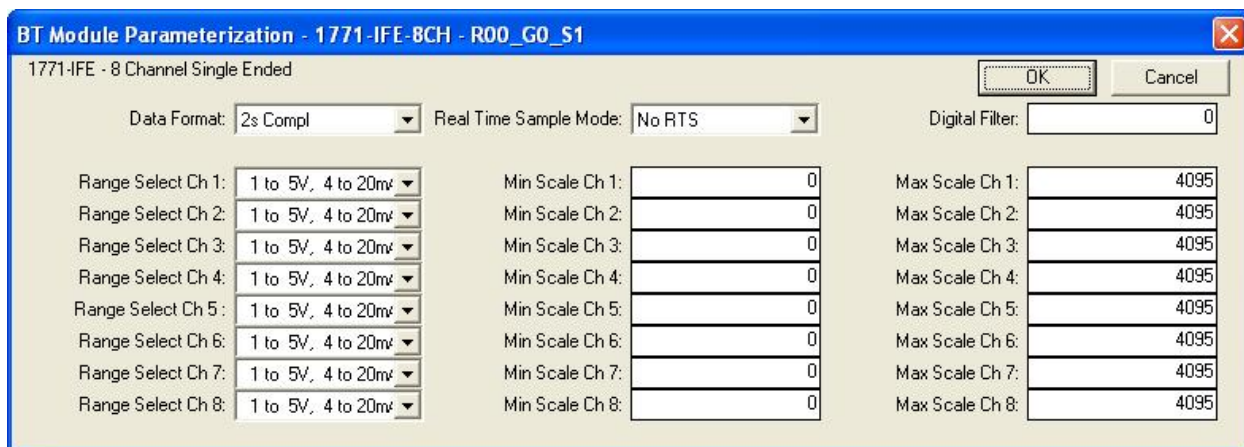 BT Module Parameterization - 1771-IFE-8CH - R00_G0_S1
1771-IFE - 8 Channel Single Ended
OK Cancel
Data Format: 2s Compl Real Time Sample Mode: No RTS Digital Filter: 0
Range Select Ch 1: 1 to 5V, 4 to 20m Min Scale Ch 1: 0 Max Scale Ch 1: 4095
Range Select Ch 2: 1 to 5V, 4 to 20m Min Scale Ch 2: 0 Max Scale Ch 2: 4095
Range Select Ch 3: 1 to 5V, 4 to 20m Min Scale Ch 3: 0 Max Scale Ch 3: 4095
Range Select Ch 4: 1 to 5V, 4 to 20m Min Scale Ch 4: 0 Max Scale Ch 4: 4095
Range Select Ch 5 : 1 to 5V, 4 to 20m Min Scale Ch 5: 0 Max Scale Ch 5: 4095
Range Select Ch 6: 1 to 5V, 4 to 20m Min Scale Ch 6: 0 Max Scale Ch 6: 4095
Range Select Ch 7: 1 to 5V, 4 to 20m Min Scale Ch 7: 0 Max Scale Ch 7: 4095
Range Select Ch 8: 1 to 5V, 4 to 20m Min Scale Ch 8: 0 Max Scale Ch 8: 4095